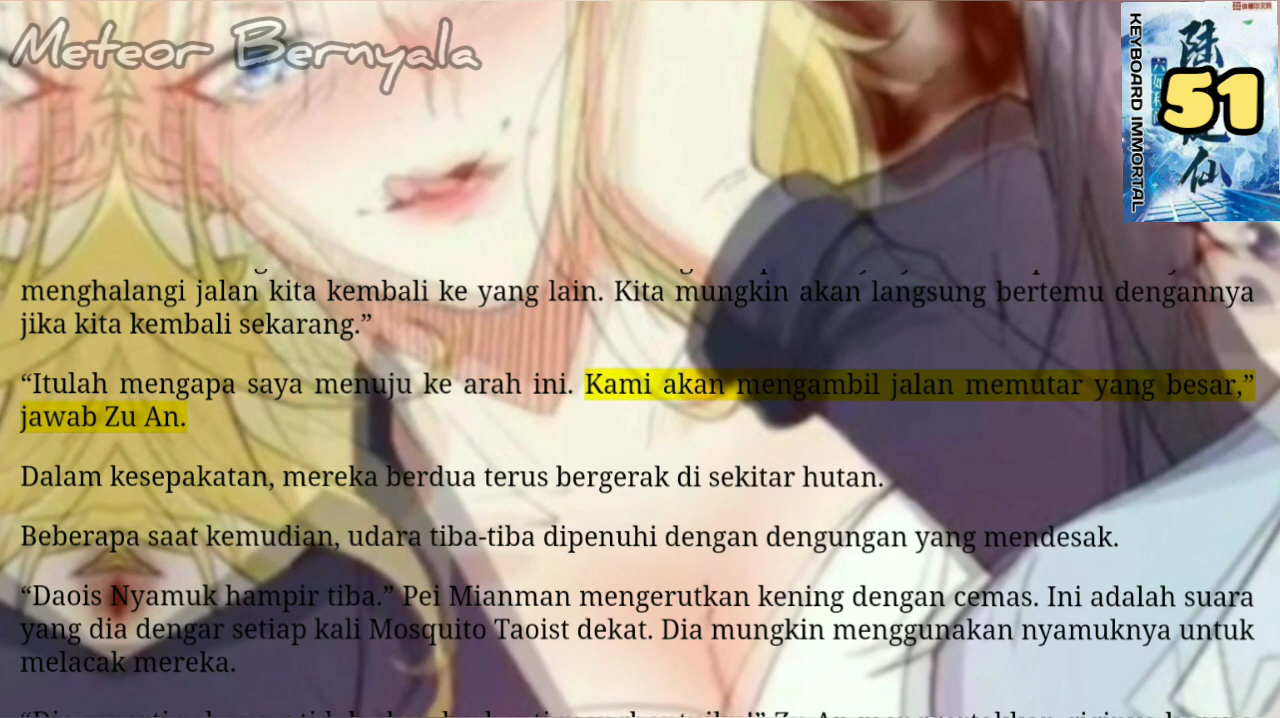 Meteor Bernyala
KEYBOARD IMMORTAL
51
仙
menghalangi jalan kita kembali ke yang lain. Kita mungkin akan langsung bertemu dengannya
jika kita kembali sekarang.”
“Itulah mengapa saya menuju ke arah ini. Kami akan mengambil jalan memutar yang besar,”
jawab Zu An.
Dalam kesepakatan, mereka berdua terus bergerak di sekitar hutan.
Beberapa saat kemudian, udara tiba-tiba dipenuhi dengan dengungan yang mendesak.
“Daois Nyamuk hampir tiba.” Pei Mianman mengerutkan kening dengan cemas. Ini adalah suara
yang dia dengar setiap kali Mosquito Taoist dekat. Dia mungkin menggunakan nyamuknya untuk
melacak mereka.